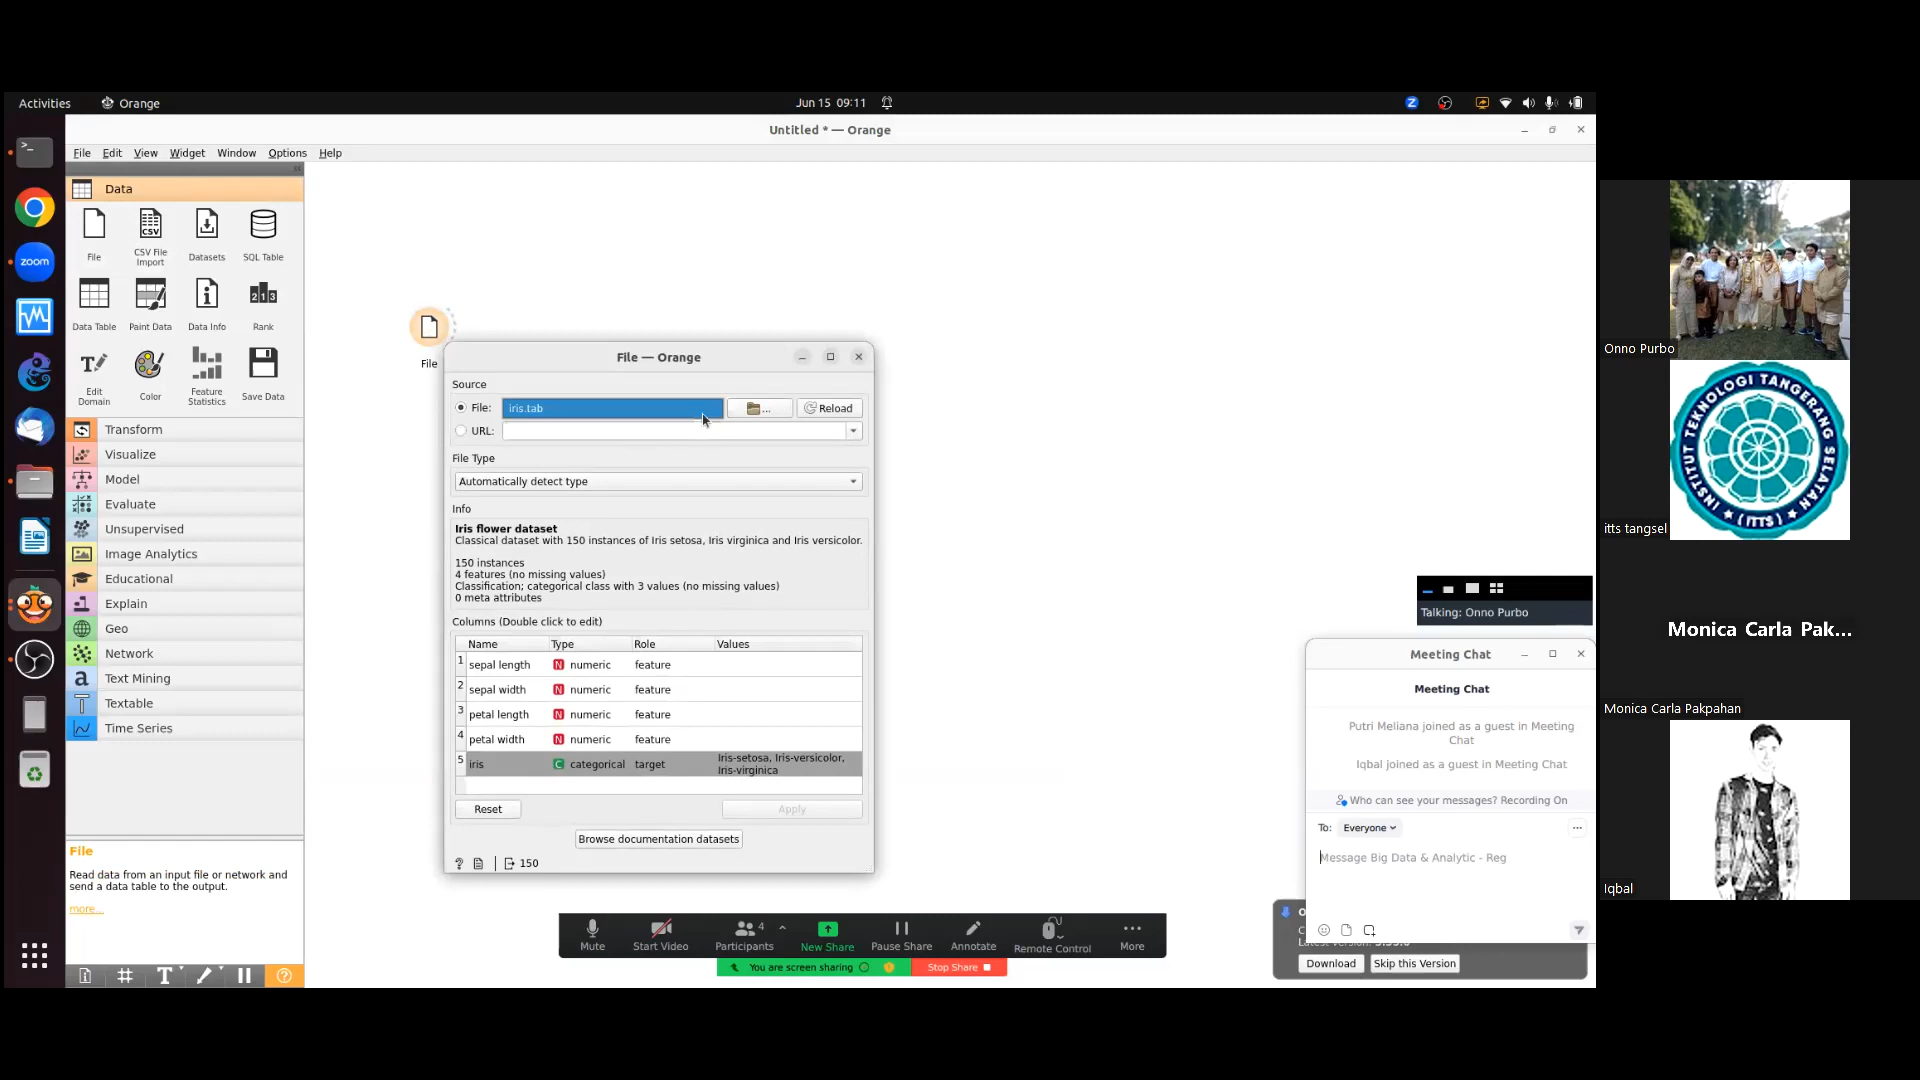 Activities
Orange
Jun 15 09:11
Z
Untitled * — Orange
File Edit View Widget Window Options Help
Data
File
CSV
CSV File
Import
Datasets
SQL Table
Data Table
Paint Data
Data Info
213
Rank
Edit
Domain
Color
Feature
Statistics
Save Data
Transform
Visualize
Model
Evaluate
Unsupervised
Image Analytics
Educational
Explain
Geo
Network
Text Mining
Textable
Time Series
File
Read data from an input file or network and
send a data table to the output.
more...
zoom
File
File — Orange
Source
File: iris.tab ... Reload
URL:
File Type
Automatically detect type
Info
Iris flower dataset
Classical dataset with 150 instances of Iris setosa, Iris virginica and Iris versicolor.
150 instances
4 features (no missing values)
Classification; categorical class with 3 values (no missing values)
0 meta attributes
Columns (Double click to edit)
Name Type Role Values
1 sepal length N numeric feature
2 sepal width N numeric feature
3 petal length N numeric feature
4 petal width N numeric feature
5 iris C categorical target Iris-setosa, Iris-versicolor,
Iris-virginica
Reset
Apply
Browse documentation datasets
? 150
Mute
Start Video
4
Participants
New Share
Pause Share
Annotate
Remote Control
More
You are screen sharing
Stop Share
Talking: Onno Purbo
Meeting Chat
Meeting Chat
Putri Meliana joined as a guest in Meeting
Chat
Iqbal joined as a guest in Meeting Chat
Who can see your messages? Recording On
To: Everyone
Message Big Data & Analytic - Reg
Download
Skip this Version
Onno Purbo
INSTITUT TEKNOLOGI TANGERANG SELATAN
(ITTS)
itts tangsel
Monica Carla Pak...
Monica Carla Pakpahan
Iqbal